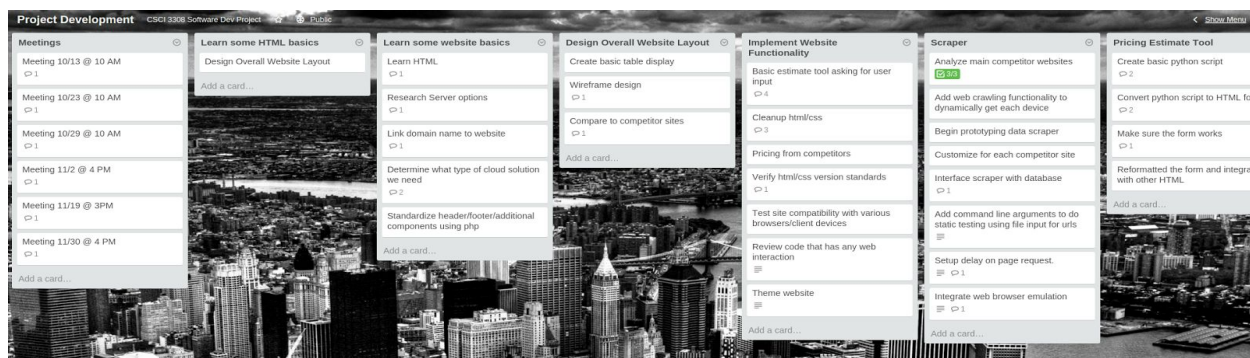 Project Development
CSCI 3308 Software Dev Project
Public
Show Menu
Meetings
Meeting 10/13 @ 10 AM
1
Meeting 10/23 @ 10 AM
1
Meeting 10/29 @ 10 AM
1
Meeting 11/2 @ 4 PM
1
Meeting 11/19 @ 3PM
1
Meeting 11/30 @ 4 PM
1
Add a card…
Learn some HTML basics
Design Overall Website Layout
Add a card…
Learn some website basics
Learn HTML
1
Research Server options
1
Link domain name to website
1
Determine what type of cloud solution
we need
2
Standardize header/footer/additional
components using php
Add a card…
Design Overall Website Layout
Create basic table display
Wireframe design
1
Compare to competitor sites
1
Add a card…
Implement Website
Functionality
Basic estimate tool asking for user
input
4
Cleanup html/css
3
Pricing from competitors
Verify html/css version standards
1
Test site compatibility with various
browsers/client devices
Review code that has any web
interaction
Theme website
Add a card…
Scraper
Analyze main competitor websites
3/3
Add web crawling functionality to
dynamically get each device
Begin prototyping data scraper
Customize for each competitor site
Interface scraper with database
1
Add command line arguments to do
static testing using file input for urls
Setup delay on page request.
1
Integrate web browser emulation
1
Add a card…
Pricing Estimate Tool
Create basic python script
2
Convert python script to HTML fo
2
Make sure the form works
1
Reformatted the form and integra
with other HTML
Add a card…